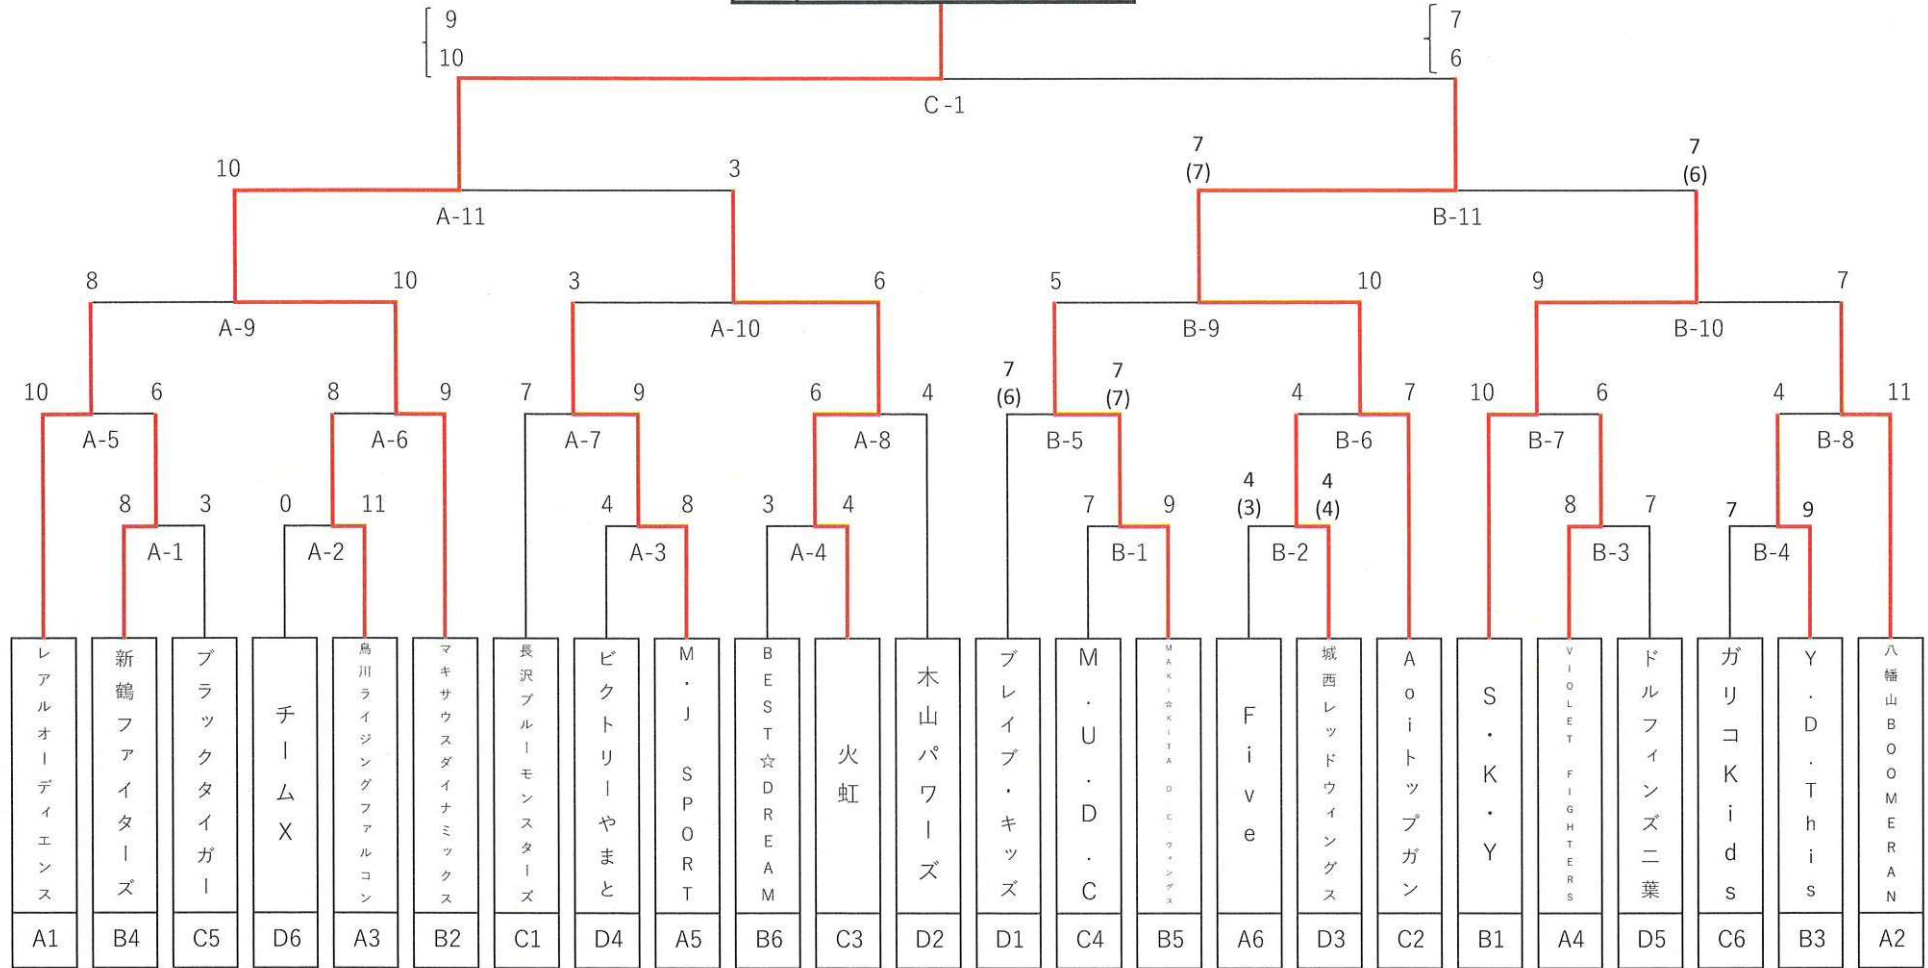 9 7
10 6
C-1
7 7
10 3 (7) (6)
A-11 B-11
8 10 3 6 5 10 9 7
A-9 A-10 B-9 B-10
7 7
10 6 8 9 7 9 6 4 (6) (7) 4 7 10 6 4 11
A-5 A-6 A-7 A-8 B-5 B-6 B-7 B-8
4 4
8 3 0 11 4 8 3 4 7 9 (3) (4) 8 7 7 9
A-1 A-2 A-3 A-4 B-1 B-2 B-3 B-4
レアルオーディエンス
新鶴ファイターズ
ブラックタイガー
チームX
鳥川ライジングファルコン
マキサウスダイナミックス
長沢ブルーモンスターズ
ビクトリーやまと
M・J SPORT
BEST☆DREAM
火虹
木山パワーズ
ブレイブ・キッズ
M.U.D.C
MAKI☆KITA D.C.ウィングス
Five
城西レッドウィングス
Aoiトップガン
S・K・Y
VIOLET FIGHTERS
ドルフィンズ二葉
ガリコKids
Y.D.This
八幡山BOOMERAN
A1 B4 C5 D6 A3 B2 C1 D4 A5 B6 C3 D2 D1 C4 B5 A6 D3 C2 B1 A4 D5 C6 B3 A2